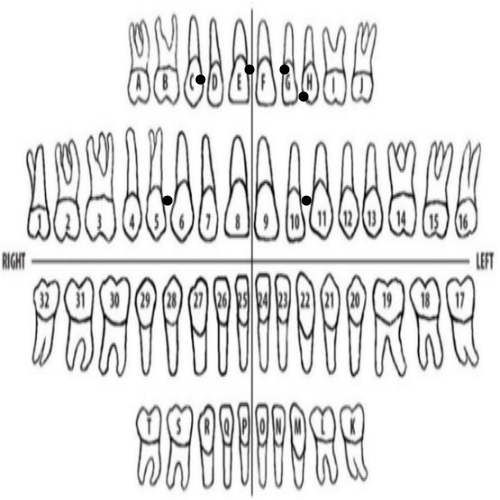 A B C D E F G H I J
1 2 3 4 5 6 7 8 9 10 11 12 13 14 15 16
RIGHT LEFT
32 31 30 29 28 27 26 25 24 23 22 21 20 19 18 17
T S R Q P O N M L K